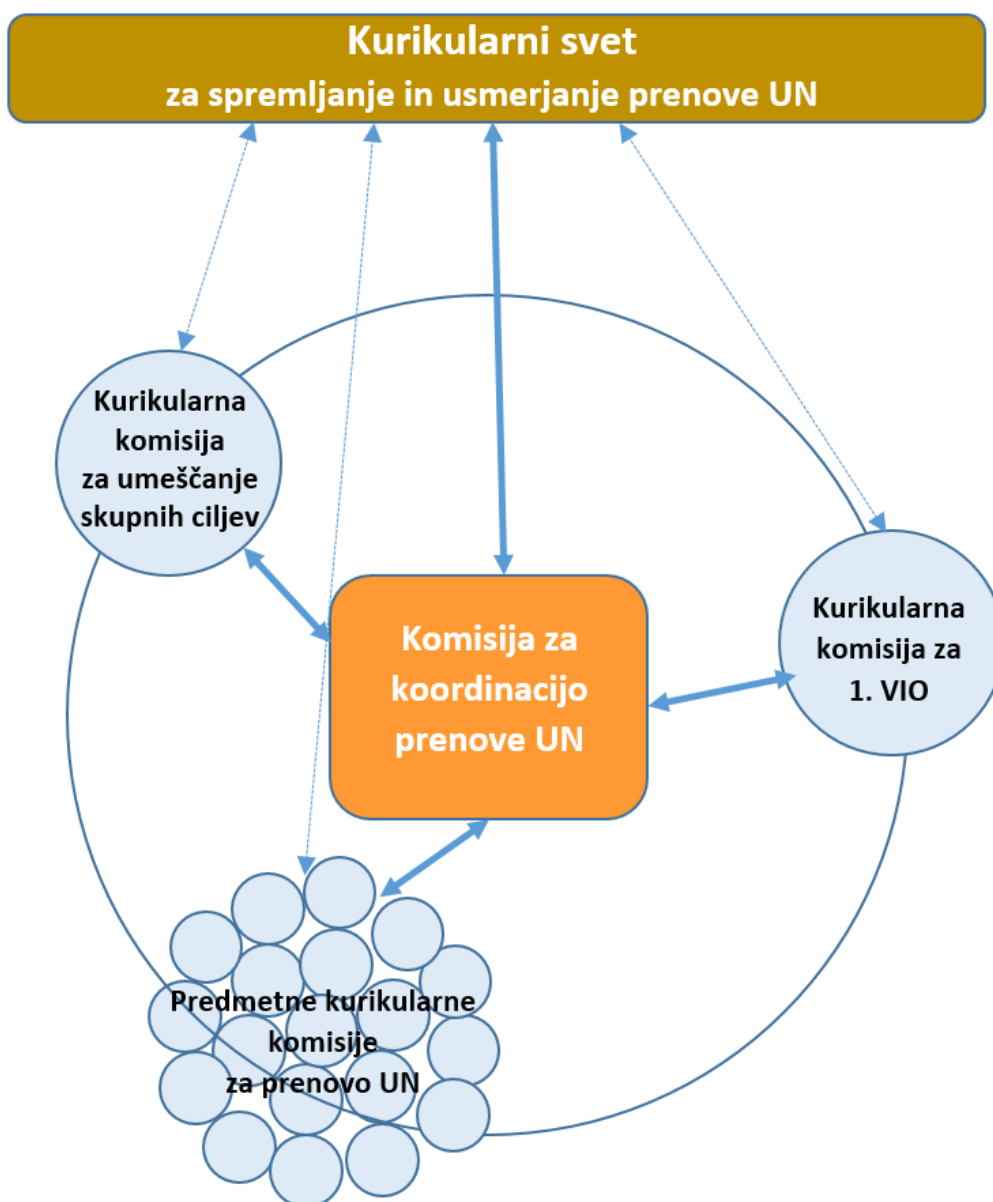 Kurikularni svet
za spremljanje in usmerjanje prenove UN
Kurikularna
komisija
za umeščanje
skupnih ciljev
Komisija za
koordinacijo
prenove UN
Kurikularna
komisija za
1. VIO
Predmetne kurikularne
komisije
za prenovo UN